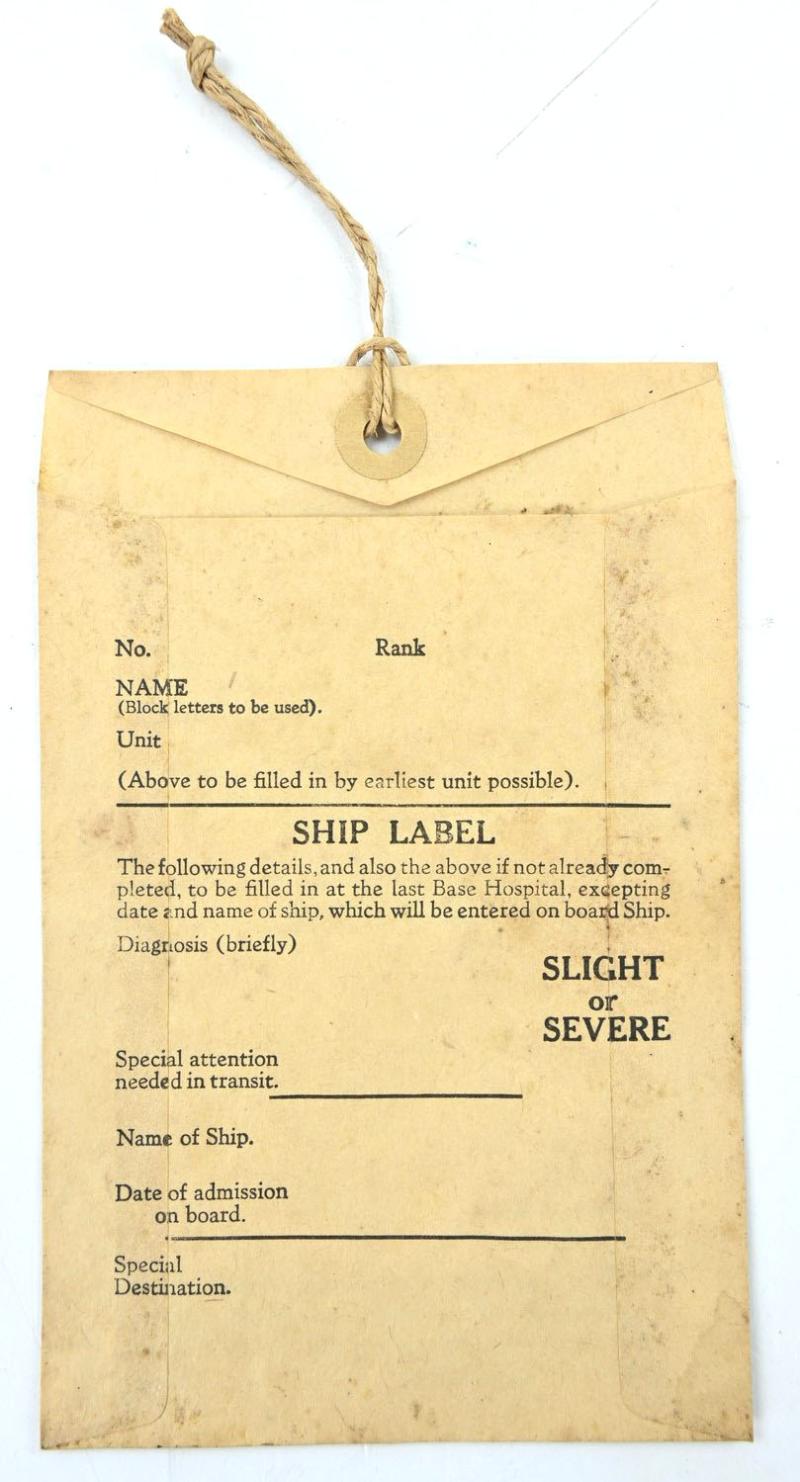 No. Rank
NAME
(Block letters to be used).
Unit
(Above to be filled in by earliest unit possible).
SHIP LABEL
The following details, and also the above if not already com-
pleted, to be filled in at the last Base Hospital, excepting
date and name of ship, which will be entered on board Ship.
Diagnosis (briefly)
SLIGHT
or
SEVERE
Special attention
needed in transit.
Name of Ship.
Date of admission
on board.
Special
Destination.